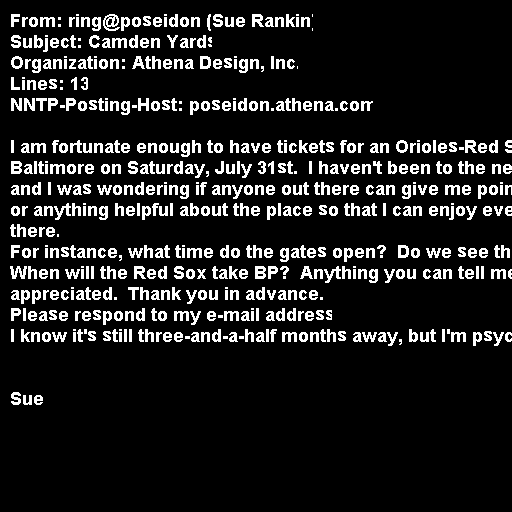 From: ring@poseidon (Sue Rankin)
Subject: Camden Yards
Organization: Athena Design, Inc.
Lines: 13
NNTP-Posting-Host: poseidon.athena.com
I am fortunate enough to have tickets for an Orioles-Red S
Baltimore on Saturday, July 31st.  I haven't been to the ne
and I was wondering if anyone out there can give me poin
or anything helpful about the place so that I can enjoy eve
there.
For instance, what time do the gates open?  Do we see th
When will the Red Sox take BP?  Anything you can tell me
appreciated.  Thank you in advance.
Please respond to my e-mail address
I know it's still three-and-a-half months away, but I'm psyc
Sue